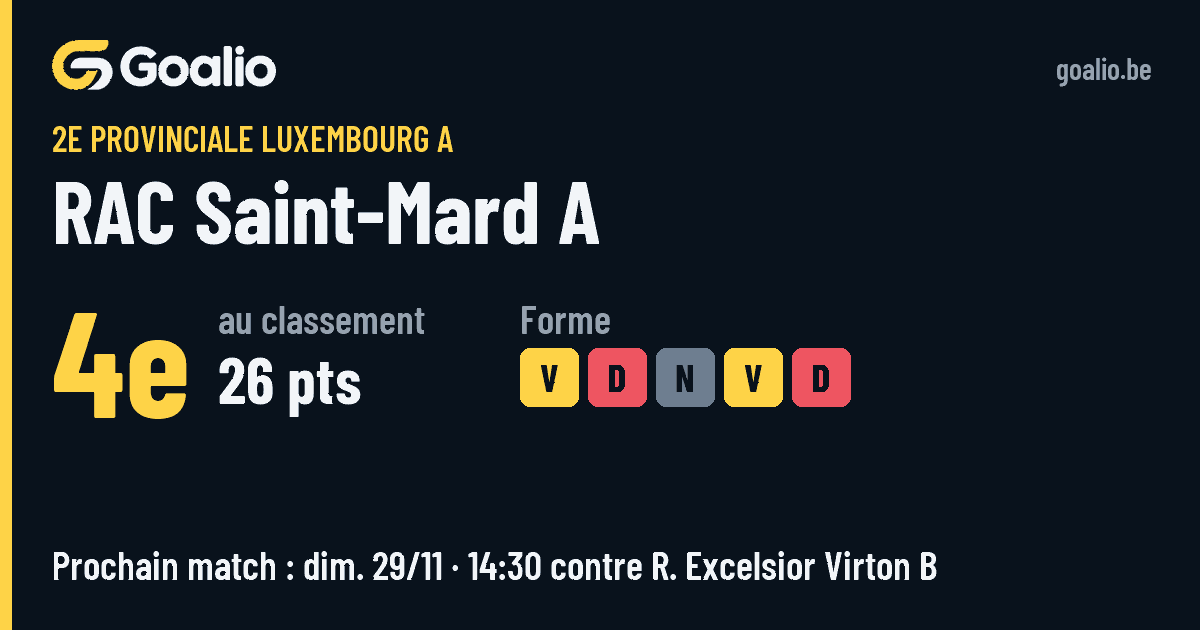 Goalio
goalio.be
2E PROVINCIALE LUXEMBOURG A
RAC Saint-Mard A
4e
au classement
26 pts
Forme
V D N V D
Prochain match : dim. 29/11 · 14:30 contre R. Excelsior Virton B